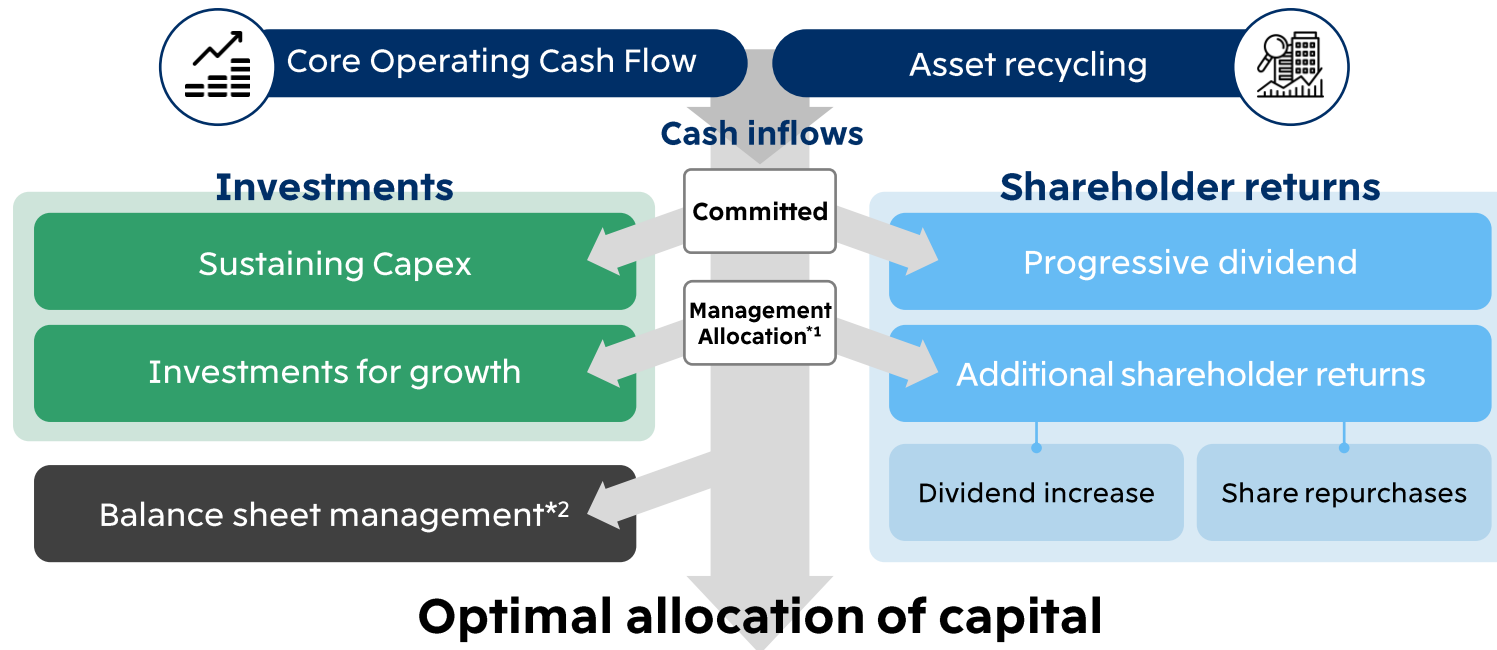 Core Operating Cash Flow
Asset recycling
Cash inflows
Investments
Shareholder returns
Committed
Sustaining Capex
Progressive dividend
Management
Allocation*1
Investments for growth
Additional shareholder returns
Dividend increase
Share repurchases
Balance sheet management*2
Optimal allocation of capital